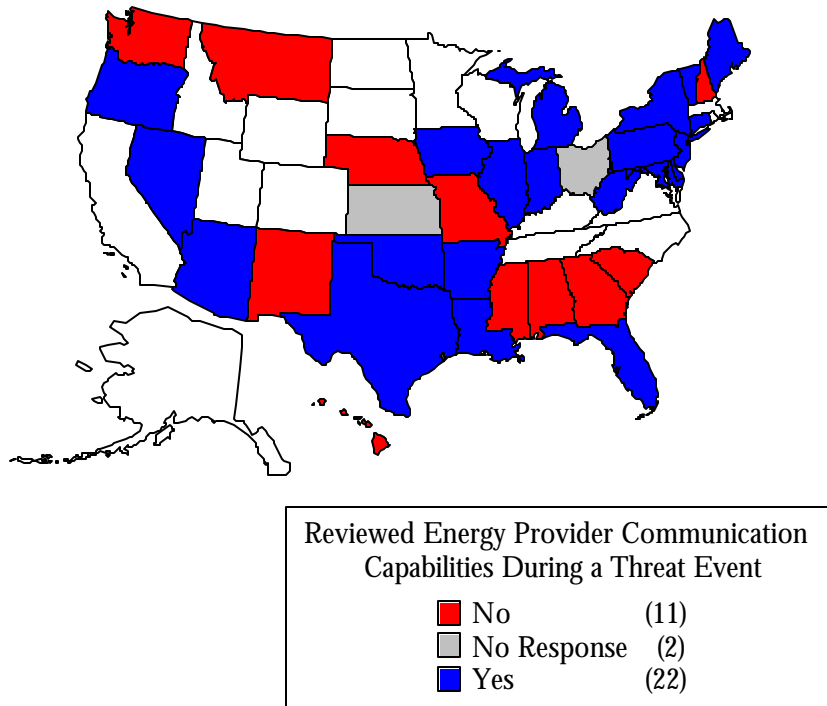 Reviewed Energy Provider Communication
Capabilities During a Threat Event
No (11)
No Response (2)
Yes (22)